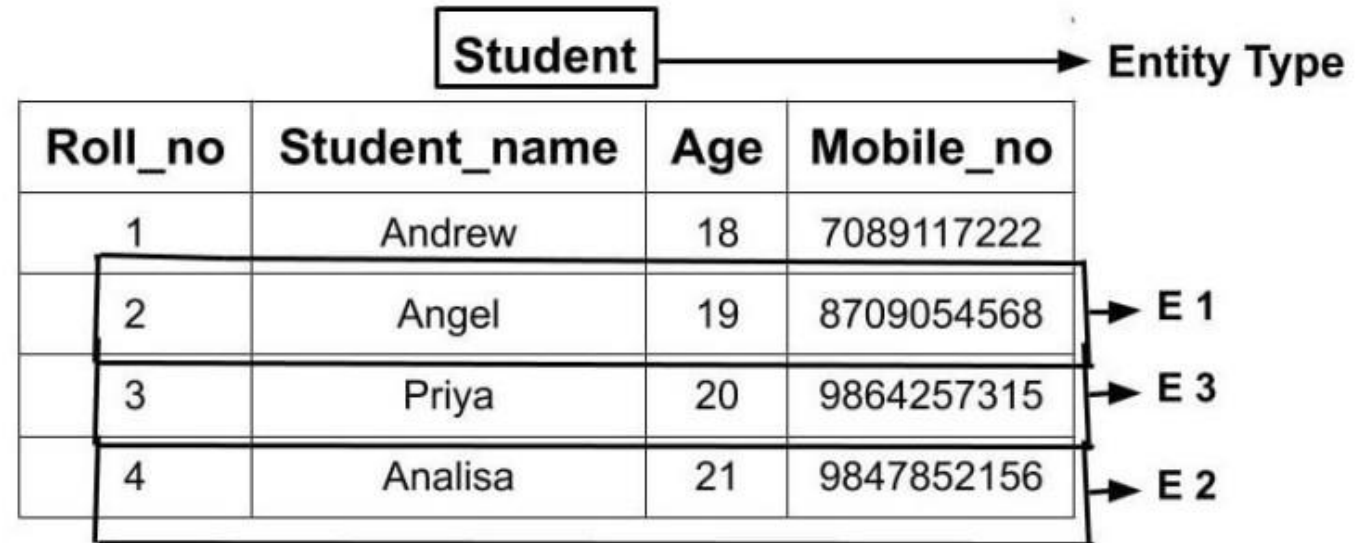 Student Entity Type
Roll_no Student_name Age Mobile_no
1 Andrew 18 7089117222
2 Angel 19 8709054568 E 1
3 Priya 20 9864257315 E 3
4 Analisa 21 9847852156 E 2